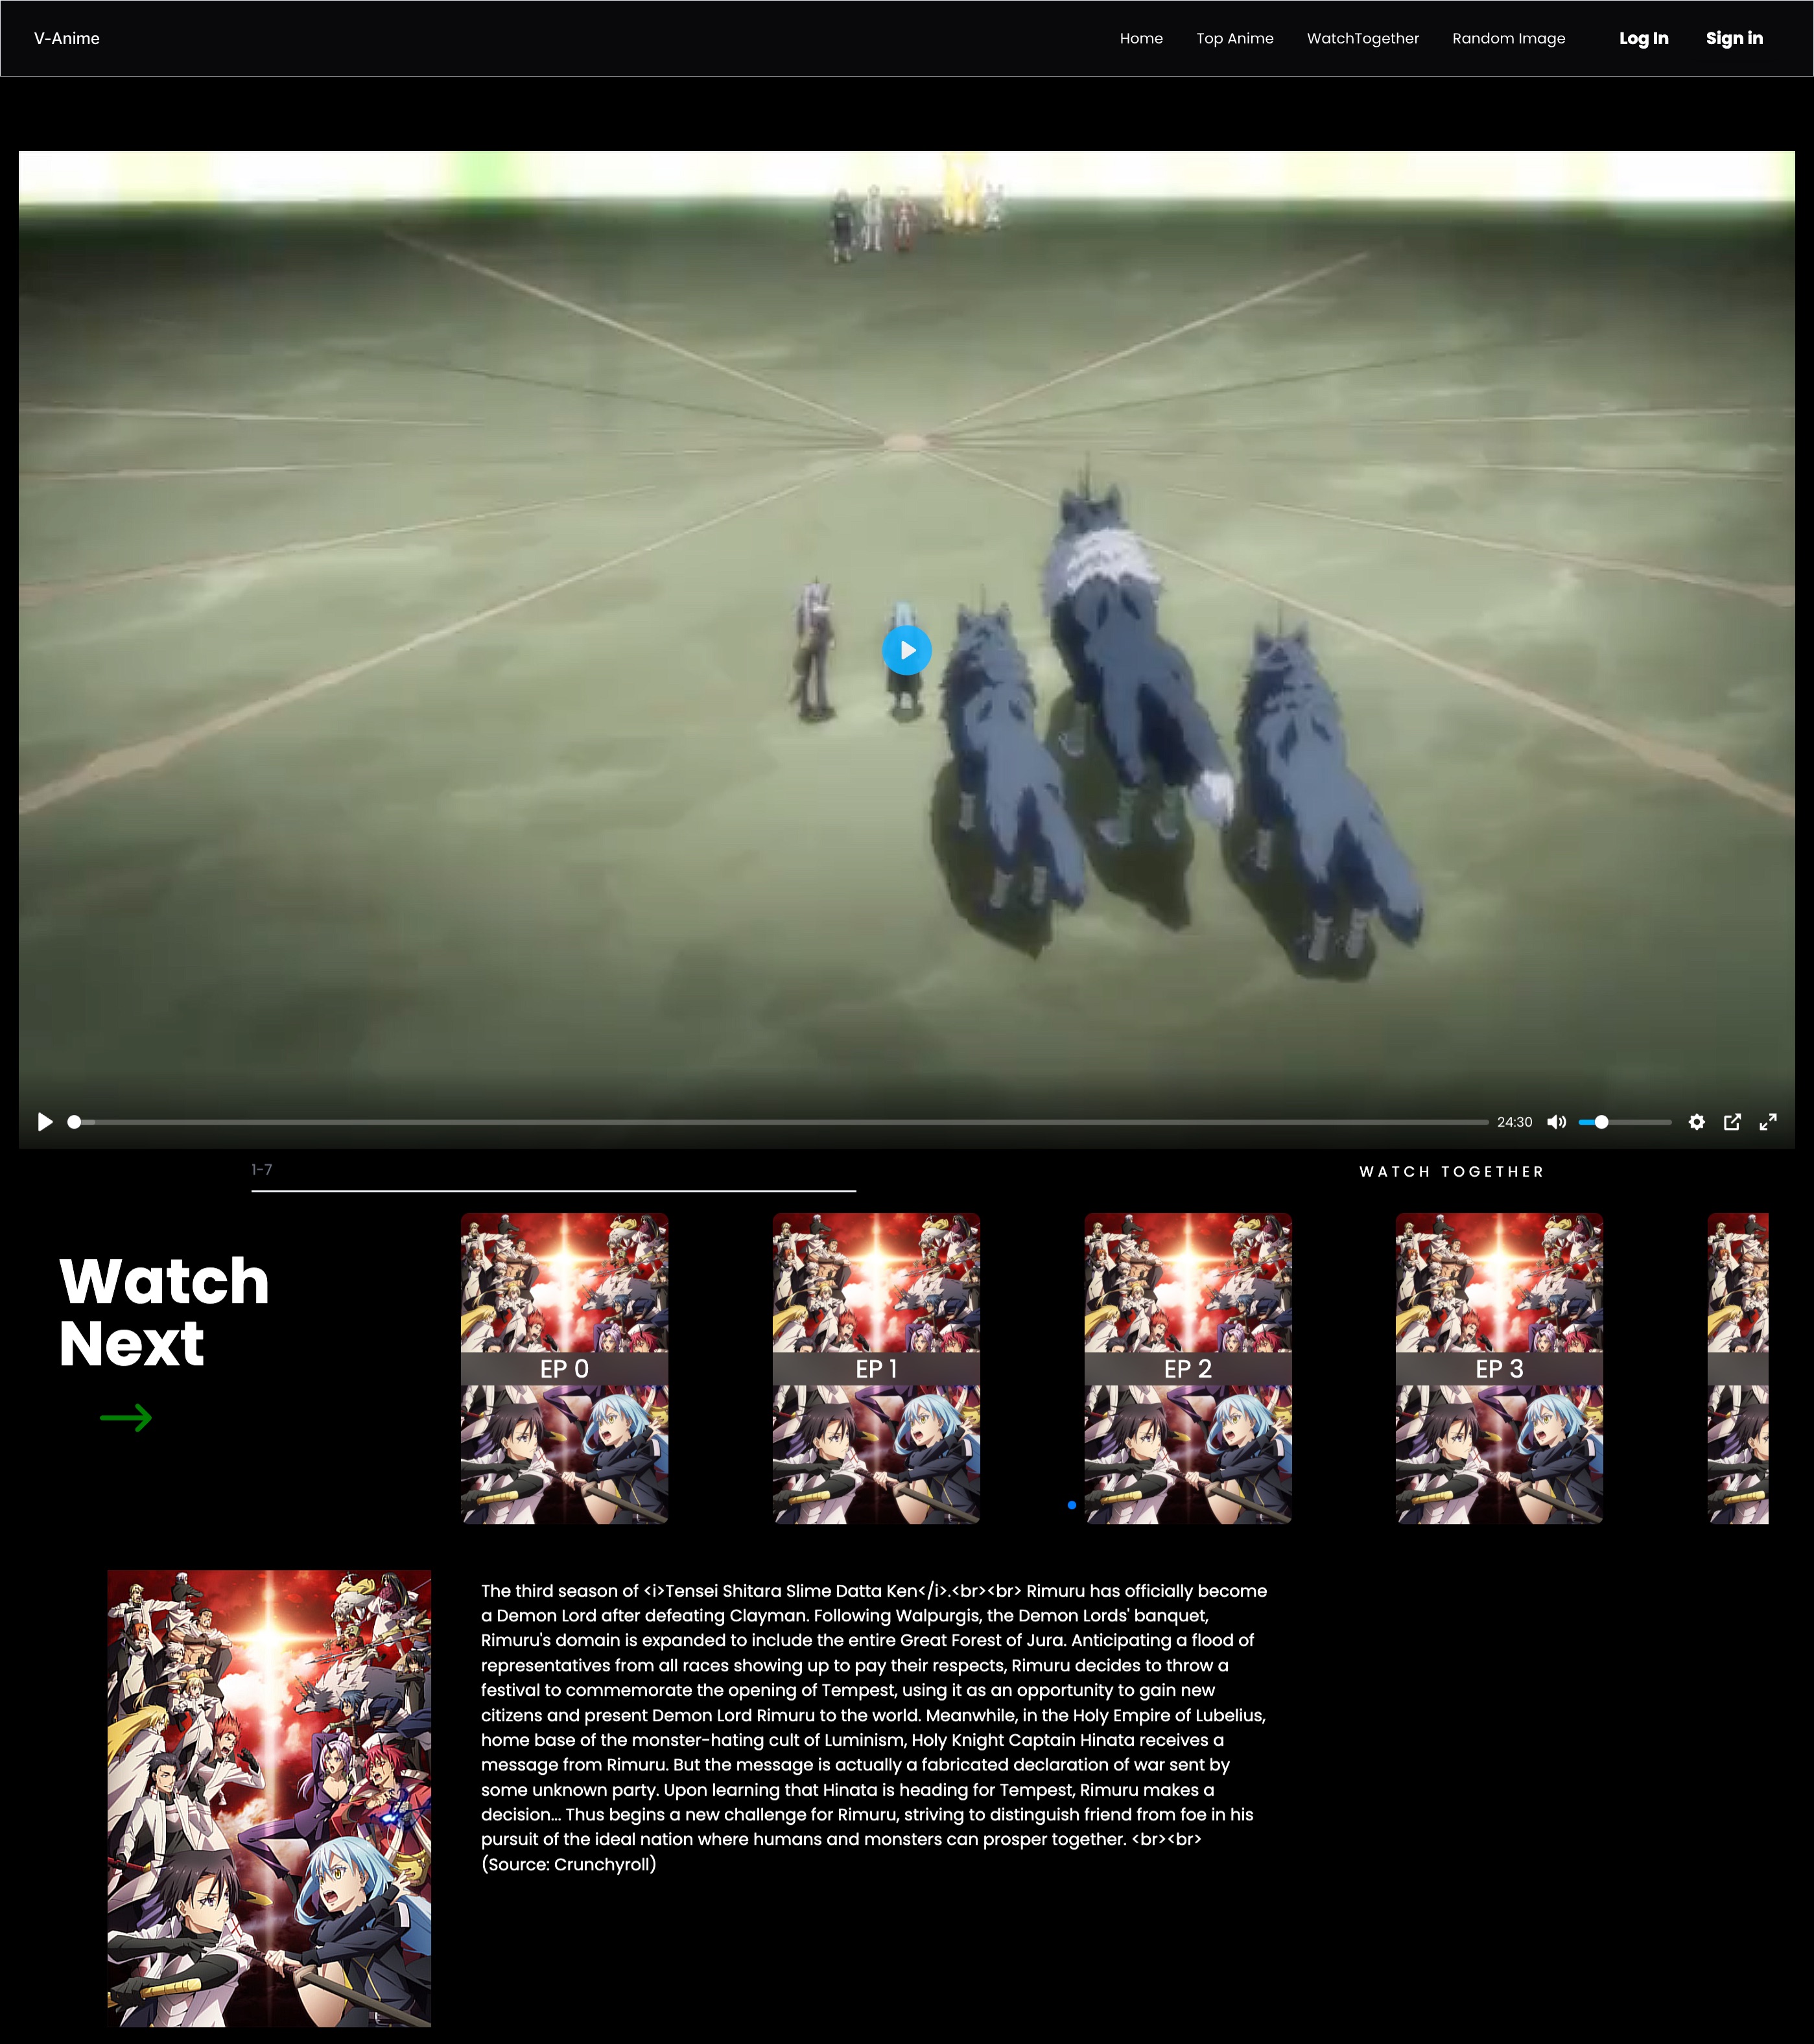 V-Anime
Home
Top Anime
WatchTogether
Random Image
Log In
Sign in
24:30
1-7
WATCH TOGETHER
Watch
Next
EP 0
EP 1
EP 2
EP 3
The third season of <i>Tensei Shitara Slime Datta Ken</i>.<br><br> Rimuru has officially become
a Demon Lord after defeating Clayman. Following Walpurgis, the Demon Lords' banquet,
Rimuru's domain is expanded to include the entire Great Forest of Jura. Anticipating a flood of
representatives from all races showing up to pay their respects, Rimuru decides to throw a
festival to commemorate the opening of Tempest, using it as an opportunity to gain new
citizens and present Demon Lord Rimuru to the world. Meanwhile, in the Holy Empire of Lubelius,
home base of the monster-hating cult of Luminism, Holy Knight Captain Hinata receives a
message from Rimuru. But the message is actually a fabricated declaration of war sent by
some unknown party. Upon learning that Hinata is heading for Tempest, Rimuru makes a
decision... Thus begins a new challenge for Rimuru, striving to distinguish friend from foe in his
pursuit of the ideal nation where humans and monsters can prosper together. <br><br>
(Source: Crunchyroll)